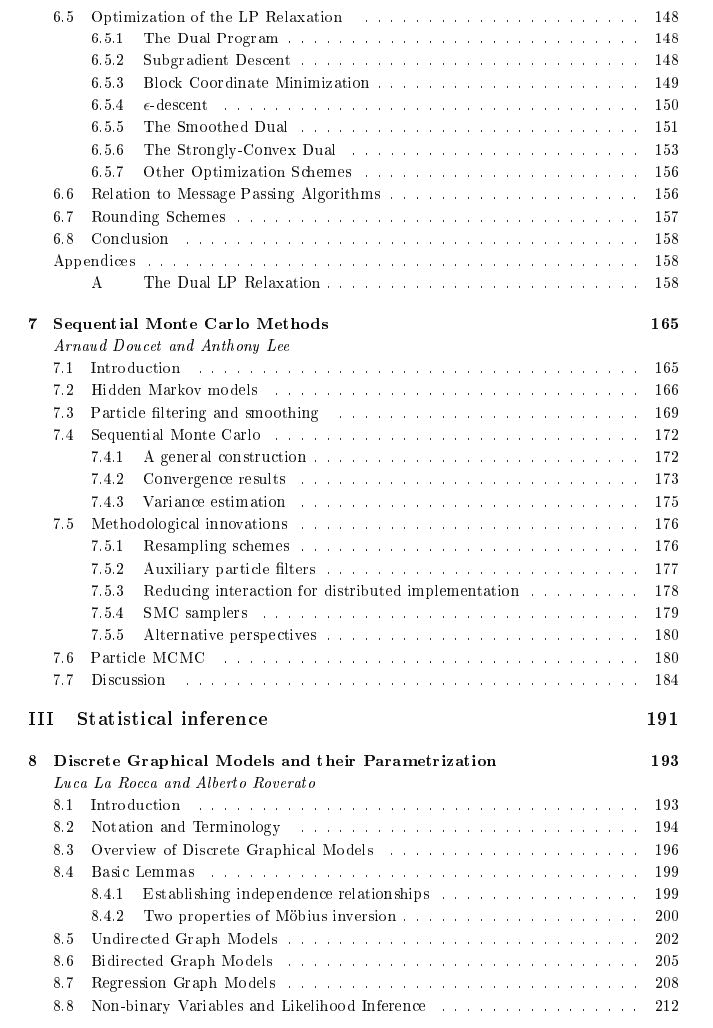 6.5 Optimization of the LP Relaxation . . . . . . . . . . . . . . . . . . . . . . 148
6.5.1 The Dual Program . . . . . . . . . . . . . . . . . . . . . . . . . . . . 148
6.5.2 Subgradient Descent . . . . . . . . . . . . . . . . . . . . . . . . . . . 148
6.5.3 Block Coordinate Minimization . . . . . . . . . . . . . . . . . . . . . 149
6.5.4 ϵ-descent . . . . . . . . . . . . . . . . . . . . . . . . . . . . . . . . . 150
6.5.5 The Smoothed Dual . . . . . . . . . . . . . . . . . . . . . . . . . . . 151
6.5.6 The Strongly-Convex Dual . . . . . . . . . . . . . . . . . . . . . . . 153
6.5.7 Other Optimization Schemes . . . . . . . . . . . . . . . . . . . . . . 156
6.6 Relation to Message Passing Algorithms . . . . . . . . . . . . . . . . . . . . 156
6.7 Rounding Schemes . . . . . . . . . . . . . . . . . . . . . . . . . . . . . . . . 157
6.8 Conclusion . . . . . . . . . . . . . . . . . . . . . . . . . . . . . . . . . . . . 158
Appendices . . . . . . . . . . . . . . . . . . . . . . . . . . . . . . . . . . . . . . . 158
A The Dual LP Relaxation . . . . . . . . . . . . . . . . . . . . . . . . . 158
7 Sequential Monte Carlo Methods 165
Arnaud Doucet and Anthony Lee
7.1 Introduction . . . . . . . . . . . . . . . . . . . . . . . . . . . . . . . . . . . 165
7.2 Hidden Markov models . . . . . . . . . . . . . . . . . . . . . . . . . . . . . 166
7.3 Particle filtering and smoothing . . . . . . . . . . . . . . . . . . . . . . . . 169
7.4 Sequential Monte Carlo . . . . . . . . . . . . . . . . . . . . . . . . . . . . . 172
7.4.1 A general construction . . . . . . . . . . . . . . . . . . . . . . . . . . 172
7.4.2 Convergence results . . . . . . . . . . . . . . . . . . . . . . . . . . . 173
7.4.3 Variance estimation . . . . . . . . . . . . . . . . . . . . . . . . . . . 175
7.5 Methodological innovations . . . . . . . . . . . . . . . . . . . . . . . . . . . 176
7.5.1 Resampling schemes . . . . . . . . . . . . . . . . . . . . . . . . . . . 176
7.5.2 Auxiliary particle filters . . . . . . . . . . . . . . . . . . . . . . . . . 177
7.5.3 Reducing interaction for distributed implementation . . . . . . . . . 178
7.5.4 SMC samplers . . . . . . . . . . . . . . . . . . . . . . . . . . . . . . 179
7.5.5 Alternative perspectives . . . . . . . . . . . . . . . . . . . . . . . . . 180
7.6 Particle MCMC . . . . . . . . . . . . . . . . . . . . . . . . . . . . . . . . . 180
7.7 Discussion . . . . . . . . . . . . . . . . . . . . . . . . . . . . . . . . . . . . 184
III Statistical inference 191
8 Discrete Graphical Models and their Parametrization 193
Luca La Rocca and Alberto Roverato
8.1 Introduction . . . . . . . . . . . . . . . . . . . . . . . . . . . . . . . . . . . 193
8.2 Notation and Terminology . . . . . . . . . . . . . . . . . . . . . . . . . . . 194
8.3 Overview of Discrete Graphical Models . . . . . . . . . . . . . . . . . . . . 196
8.4 Basic Lemmas . . . . . . . . . . . . . . . . . . . . . . . . . . . . . . . . . . 199
8.4.1 Establishing independence relationships . . . . . . . . . . . . . . . . 199
8.4.2 Two properties of Möbius inversion . . . . . . . . . . . . . . . . . . . 200
8.5 Undirected Graph Models . . . . . . . . . . . . . . . . . . . . . . . . . . . . 202
8.6 Bidirected Graph Models . . . . . . . . . . . . . . . . . . . . . . . . . . . . 205
8.7 Regression Graph Models . . . . . . . . . . . . . . . . . . . . . . . . . . . . 208
8.8 Non-binary Variables and Likelihood Inference . . . . . . . . . . . . . . . . 212